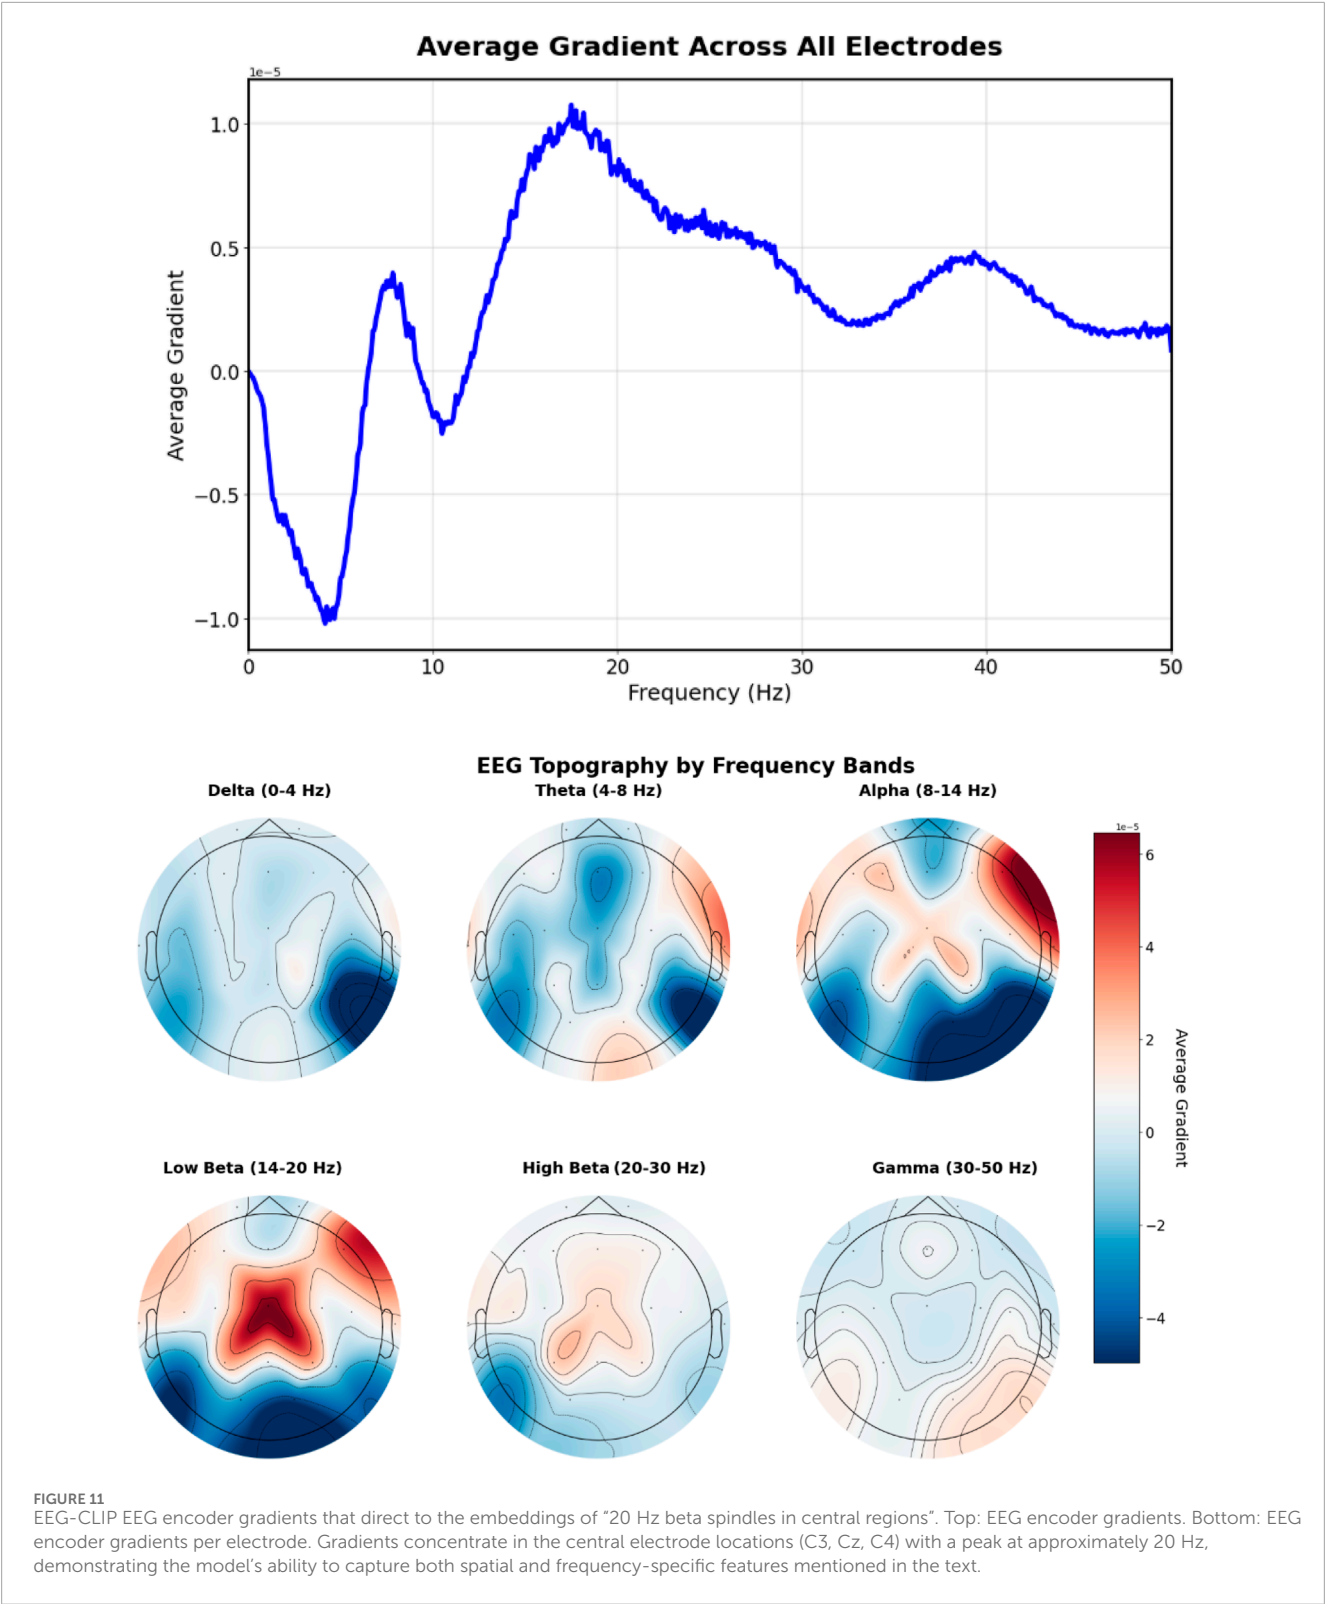 Average Gradient Across All Electrodes
1e−5
1.0
0.5
0.0
−0.5
−1.0
Average Gradient
0 10 20 30 40 50
Frequency (Hz)
EEG Topography by Frequency Bands
Delta (0-4 Hz) Theta (4-8 Hz) Alpha (8-14 Hz)
1e−5
6
4
2
0
−2
−4
Average Gradient
Low Beta (14-20 Hz) High Beta (20-30 Hz) Gamma (30-50 Hz)
FIGURE 11
EEG-CLIP EEG encoder gradients that direct to the embeddings of “20 Hz beta spindles in central regions”. Top: EEG encoder gradients. Bottom: EEG
encoder gradients per electrode. Gradients concentrate in the central electrode locations (C3, Cz, C4) with a peak at approximately 20 Hz,
demonstrating the model’s ability to capture both spatial and frequency-specific features mentioned in the text.